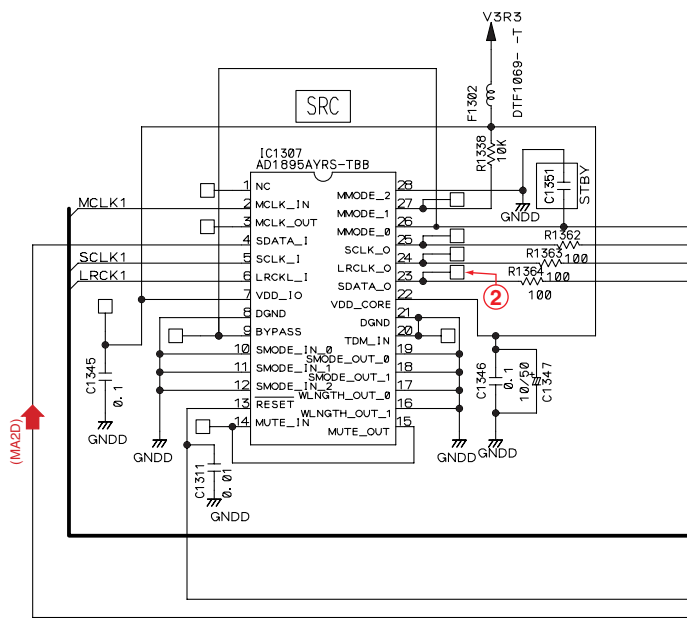 V3R3
F1302
DTF1069- -T
SRC
R1338
10K
IC1307
AD1895AYRS-TBB
C1351
STBY
1 NC
MMODE_2 28
2 MCLK_IN
MMODE_1 27
3 MCLK_OUT
MMODE_0 26
4 SDATA_I
SCLK_O 25
5 SCLK_I
LRCLK_O 24
6 LRCKL_I
SDATA_O 23
7 VDD_IO
VDD_CORE 22
8 DGND
DGND 21
9 BYPASS
TDM_IN 20
10 SMODE_IN_0
SMODE_OUT_0 19
11 SMODE_IN_1
SMODE_OUT_1 18
12 SMODE_IN_2
WLNGTH_OUT_0 17
13 RESET
WLNGTH_OUT_1 16
14 MUTE_IN
MUTE_OUT 15
MCLK1
SCLK1
LRCK1
GNDD
R1362
R1363 100
R1364 100
100
2
C1345
0.1
GNDD
C1346
0.1
10/50
+
C1347
(MA2D)
GNDD
GNDD
GNDD
C1311
0.01
GNDD